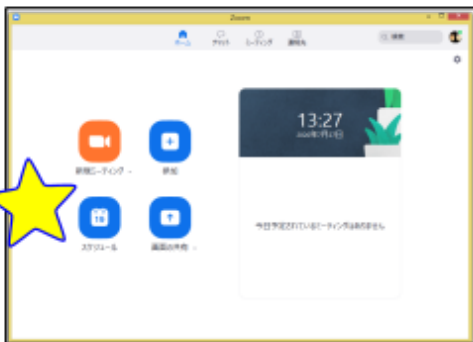 Zoom
ホーム
チャット
ミーティング
連絡先
検索
13:27
新規ミーティング
参加
19
スケジュール
画面の共有
今日予定されているミーティングはありません